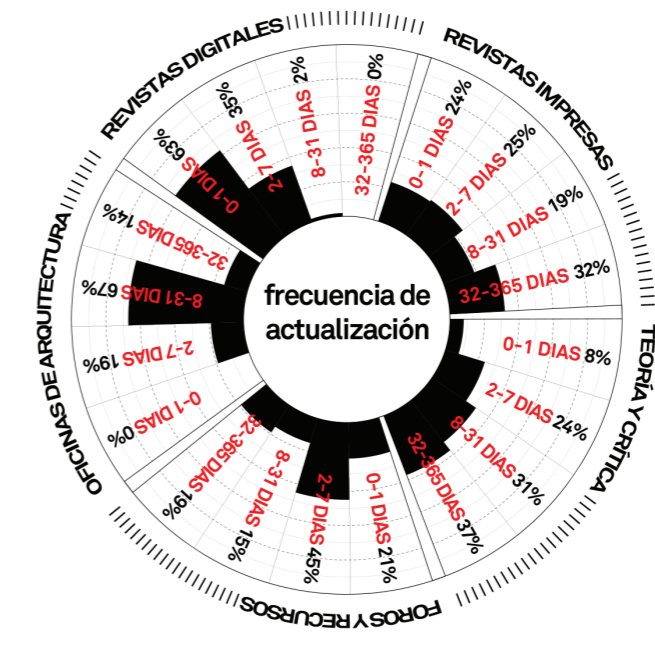 frecuencia de
actualización
REVISTAS IMPRESAS
0-1 DIAS 24%
2-7 DIAS 25%
8-31 DIAS 19%
32-365 DIAS 32%
TEORÍA Y CRÍTICA
0-1 DIAS 8%
2-7 DIAS 24%
8-31 DIAS 31%
32-365 DIAS 37%
FOROS Y RECURSOS
0-1 DIAS 21%
2-7 DIAS 45%
8-31 DIAS 15%
32-365 DIAS 19%
OFICINAS DE ARQUITECTURA
0-1 DIAS 0%
2-7 DIAS 19%
8-31 DIAS 67%
32-365 DIAS 14%
REVISTAS DIGITALES
0-1 DIAS 63%
2-7 DIAS 35%
8-31 DIAS 2%
32-365 DIAS 0%